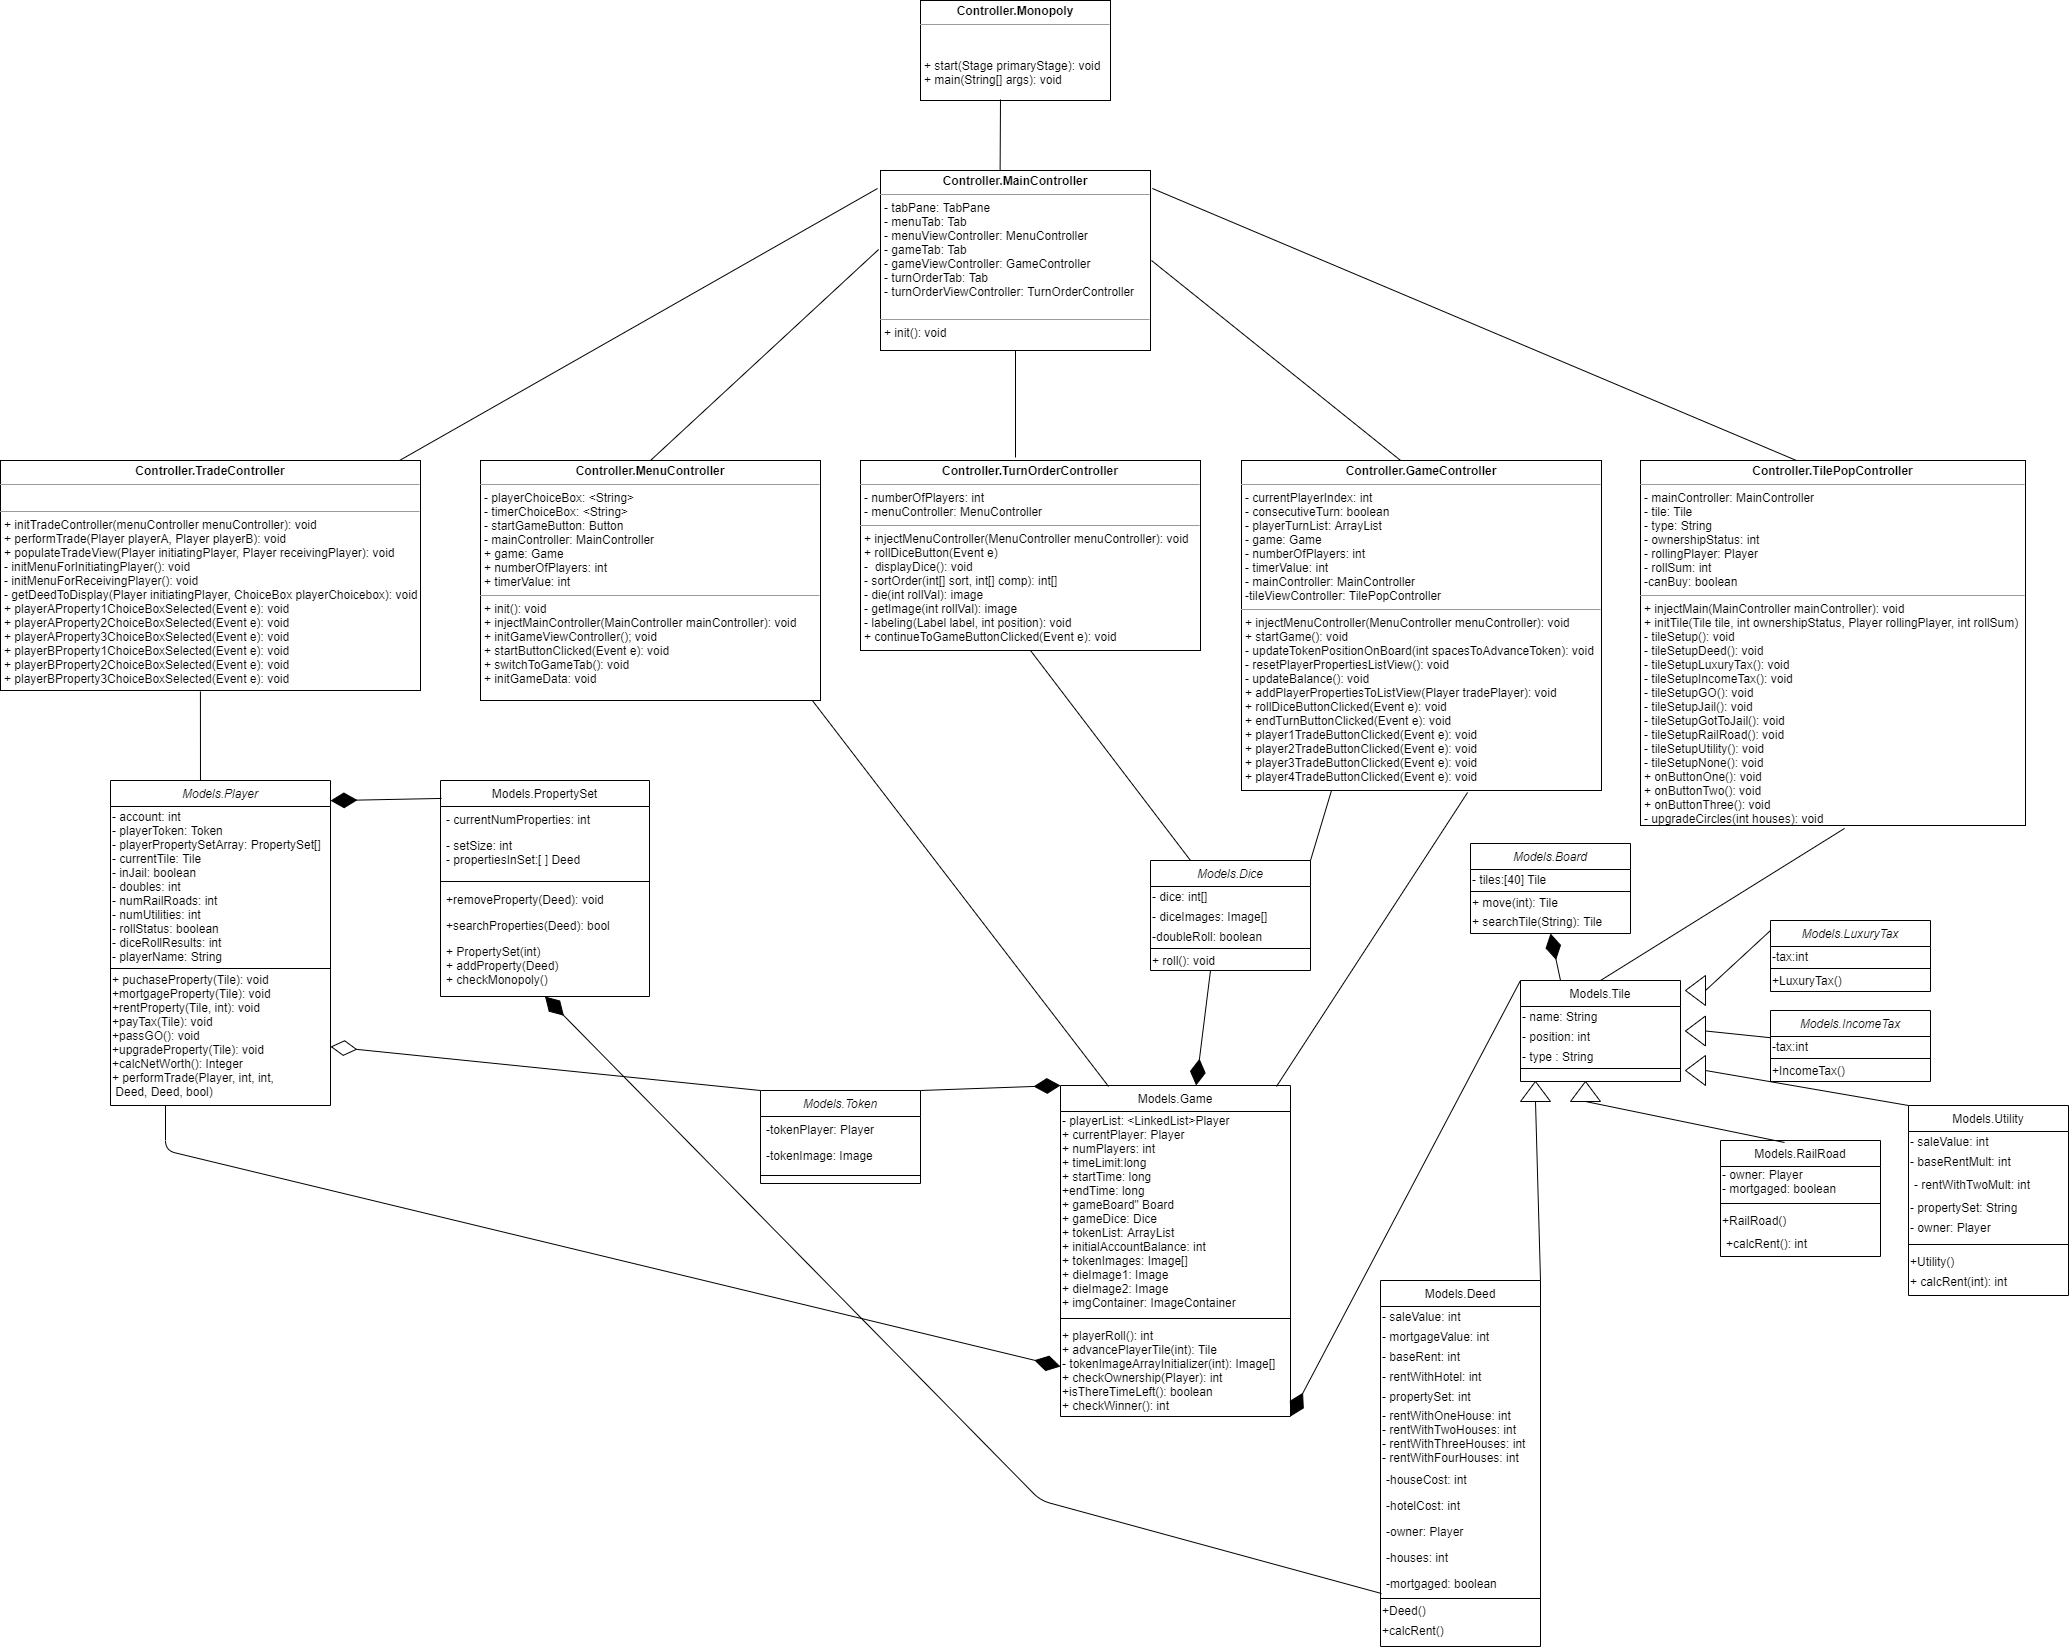 Controller.Monopoly
+ start(Stage primaryStage): void
+ main(String[] args): void
Controller.MainController
- tabPane: TabPane
- menuTab: Tab
- menuViewController: MenuController
- gameTab: Tab
- gameViewController: GameController
- turnOrderTab: Tab
- turnOrderViewController: TurnOrderController
+ init(): void
Controller.TradeController
+ initTradeController(menuController menuController): void
+ performTrade(Player playerA, Player playerB): void
+ populateTradeView(Player initiatingPlayer, Player receivingPlayer): void
- initMenuForInitiatingPlayer(): void
- initMenuForReceivingPlayer(): void
- getDeedToDisplay(Player initiatingPlayer, ChoiceBox playerChoicebox): void
+ playerAProperty1ChoiceBoxSelected(Event e): void
+ playerAProperty2ChoiceBoxSelected(Event e): void
+ playerAProperty3ChoiceBoxSelected(Event e): void
+ playerBProperty1ChoiceBoxSelected(Event e): void
+ playerBProperty2ChoiceBoxSelected(Event e): void
+ playerBProperty3ChoiceBoxSelected(Event e): void
Controller.MenuController
- playerChoiceBox: <String>
- timerChoiceBox: <String>
- startGameButton: Button
- mainController: MainController
+ game: Game
+ numberOfPlayers: int
+ timerValue: int
+ init(): void
+ injectMainController(MainController mainController): void
+ initGameViewController(); void
+ startButtonClicked(Event e): void
+ switchToGameTab(): void
+ initGameData: void
Controller.TurnOrderController
- numberOfPlayers: int
- menuController: MenuController
+ injectMenuController(MenuController menuController): void
+ rollDiceButton(Event e)
- displayDice(): void
- sortOrder(int[] sort, int[] comp): int[]
- die(int rollVal): image
- getImage(int rollVal): image
- labeling(Label label, int position): void
+ continueToGameButtonClicked(Event e): void
Controller.GameController
- currentPlayerIndex: int
- consecutiveTurn: boolean
- playerTurnList: ArrayList
- game: Game
- numberOfPlayers: int
- timerValue: int
- mainController: MainController
-tileViewController: TilePopController
+ injectMenuController(MenuController menuController): void
+ startGame(): void
- updateTokenPositionOnBoard(int spacesToAdvanceToken): void
- resetPlayerPropertiesListView(): void
- updateBalance(): void
+ addPlayerPropertiesToListView(Player tradePlayer): void
+ rollDiceButtonClicked(Event e): void
+ endTurnButtonClicked(Event e): void
+ player1TradeButtonClicked(Event e): void
+ player2TradeButtonClicked(Event e): void
+ player3TradeButtonClicked(Event e): void
+ player4TradeButtonClicked(Event e): void
Controller.TilePopController
- mainController: MainController
- tile: Tile
- type: String
- ownershipStatus: int
- rollingPlayer: Player
- rollSum: int
-canBuy: boolean
+ injectMain(MainController mainController): void
+ initTile(Tile tile, int ownershipStatus, Player rollingPlayer, int rollSum)
- tileSetup(): void
- tileSetupDeed(): void
- tileSetupLuxuryTax(): void
- tileSetupIncomeTax(): void
- tileSetupGO(): void
- tileSetupJail(): void
- tileSetupGotToJail(): void
- tileSetupRailRoad(): void
- tileSetupUtility(): void
- tileSetupNone(): void
+ onButtonOne(): void
+ onButtonTwo(): void
+ onButtonThree(): void
- upgradeCircles(int houses): void
Models.Player
- account: int
- playerToken: Token
- playerPropertySetArray: PropertySet[]
- currentTile: Tile
- inJail: boolean
- doubles: int
- numRailRoads: int
- numUtilities: int
- rollStatus: boolean
- diceRollResults: int
- playerName: String
+ puchaseProperty(Tile): void
+mortgageProperty(Tile): void
+rentProperty(Tile, int): void
+payTax(Tile): void
+passGO(): void
+upgradeProperty(Tile): void
+calcNetWorth(): Integer
+ performTrade(Player, int, int,
Deed, Deed, bool)
Models.PropertySet
- currentNumProperties: int
- setSize: int
- propertiesInSet:[ ] Deed
+removeProperty(Deed): void
+searchProperties(Deed): bool
+ PropertySet(int)
+ addProperty(Deed)
+ checkMonopoly()
Models.Dice
- dice: int[]
- diceImages: Image[]
-doubleRoll: boolean
+ roll(): void
Models.Board
- tiles:[40] Tile
+ move(int): Tile
+ searchTile(String): Tile
Models.LuxuryTax
-tax:int
+LuxuryTax()
Models.Tile
- name: String
- position: int
- type : String
Models.IncomeTax
-tax:int
+IncomeTax()
Models.Token
-tokenPlayer: Player
-tokenImage: Image
Models.Game
- playerList: <LinkedList>Player
+ currentPlayer: Player
+ numPlayers: int
+ timeLimit:long
+ startTime: long
+endTime: long
+ gameBoard" Board
+ gameDice: Dice
+ tokenList: ArrayList
+ initialAccountBalance: int
+ tokenImages: Image[]
+ dieImage1: Image
+ dieImage2: Image
+ imgContainer: ImageContainer
+ playerRoll(): int
+ advancePlayerTile(int): Tile
- tokenImageArrayInitializer(int): Image[]
+ checkOwnership(Player): int
+isThereTimeLeft(): boolean
+ checkWinner(): int
Models.RailRoad
- owner: Player
- mortgaged: boolean
+RailRoad()
+calcRent(): int
Models.Utility
- saleValue: int
- baseRentMult: int
- rentWithTwoMult: int
- propertySet: String
- owner: Player
+Utility()
+ calcRent(int): int
Models.Deed
- saleValue: int
- mortgageValue: int
- baseRent: int
- rentWithHotel: int
- propertySet: int
- rentWithOneHouse: int
- rentWithTwoHouses: int
- rentWithThreeHouses: int
- rentWithFourHouses: int
-houseCost: int
-hotelCost: int
-owner: Player
-houses: int
-mortgaged: boolean
+Deed()
+calcRent()